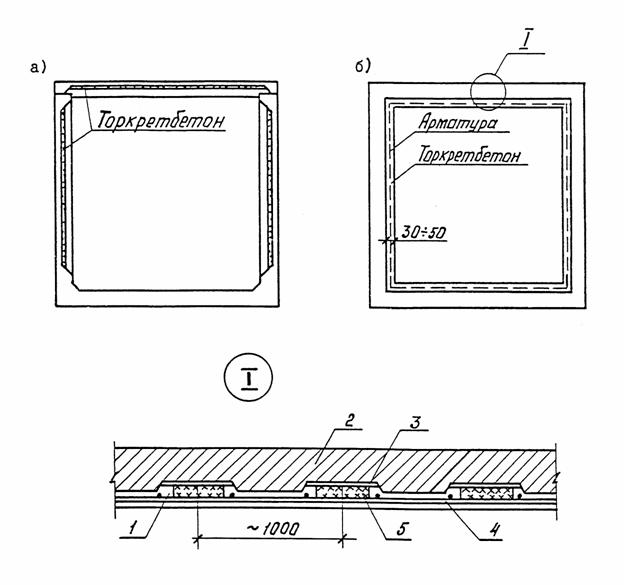 I
а)
б)
Торкретбетон
Арматура
Торкретбетон
30÷50
I
2
3
1
~1000
5
4